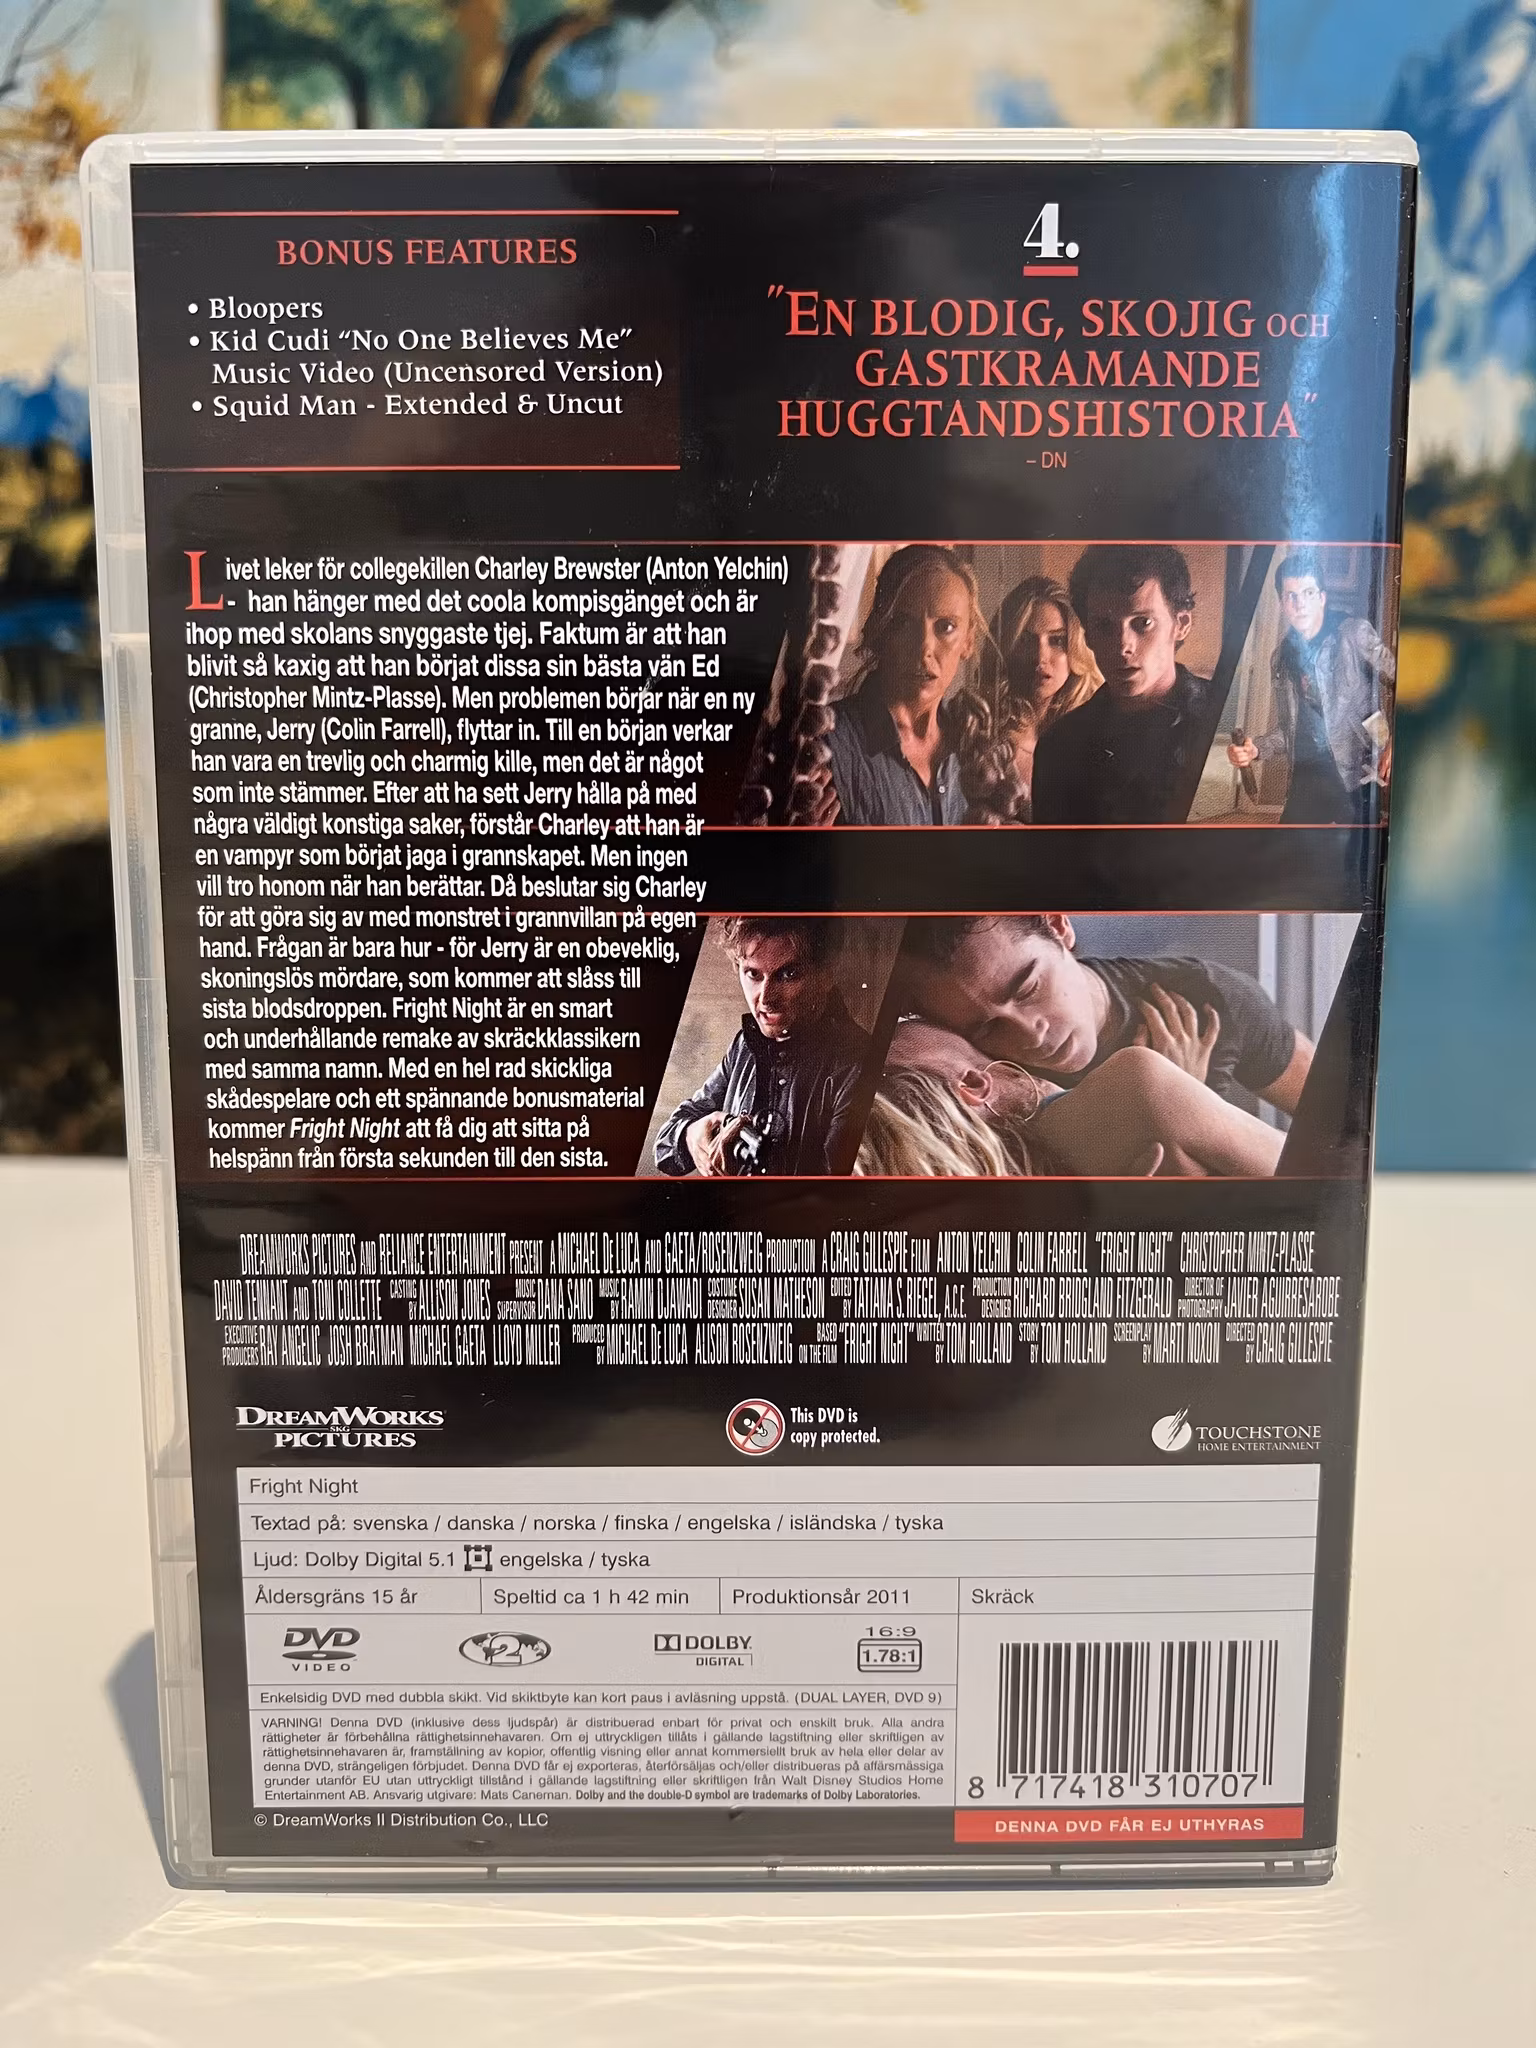 BONUS FEATURES
• Bloopers
• Kid Cudi “No One Believes Me”
Music Video (Uncensored Version)
• Squid Man - Extended & Uncut
4.
"EN BLODIG, SKOJIG OCH
GASTKRAMANDE
HUGGTANDSHISTORIA"
– DN
Livet leker för collegekillen Charley Brewster (Anton Yelchin)
- han hänger med det coola kompisgänget och är
ihop med skolans snyggaste tjej. Faktum är att han
blivit så kaxig att han börjat dissa sin bästa vän Ed
(Christopher Mintz-Plasse). Men problemen börjar när en ny
granne, Jerry (Colin Farrell), flyttar in. Till en början verkar
han vara en trevlig och charmig kille, men det är något
som inte stämmer. Efter att ha sett Jerry hålla på med
några väldigt konstiga saker, förstår Charley att han är
en vampyr som börjat jaga i grannskapet. Men ingen
vill tro honom när han berättar. Då beslutar sig Charley
för att göra sig av med monstret i grannvillan på egen
hand. Frågan är bara hur - för Jerry är en obeveklig,
skoningslös mördare, som kommer att slåss till
sista blodsdroppen. Fright Night är en smart
och underhållande remake av skräckklassikern
med samma namn. Med en hel rad skickliga
skådespelare och ett spännande bonusmaterial
kommer Fright Night att få dig att sitta på
helspänn från första sekunden till den sista.
DREAMWORKS PICTURES AND RELIANCE ENTERTAINMENT PRESENT A MICHAEL DE LUCA AND GAETA/ROSENZWEIG PRODUCTION A CRAIG GILLESPIE FILM ANTON YELCHIN COLIN FARRELL "FRIGHT NIGHT" CHRISTOPHER MINTZ-PLASSE
DAVID TENNANT AND TONI COLLETTE CASTING BY ALLISON JONES MUSIC SUPERVISOR DANA SANO MUSIC BY RAMIN DJAWADI COSTUME DESIGNER SUSAN MATHESON EDITED BY TATIANA S. RIEGEL, A.C.E. PRODUCTION DESIGNER RICHARD BRIDGLAND FITZGERALD DIRECTOR OF PHOTOGRAPHY JAVIER AGUIRRESAROBE
EXECUTIVE PRODUCERS RAY ANGELIC JOSH BRATMAN MICHAEL GAETA LLOYD MILLER PRODUCED BY MICHAEL DE LUCA ALISON ROSENZWEIG BASED ON THE FILM "FRIGHT NIGHT" WRITTEN BY TOM HOLLAND STORY BY TOM HOLLAND SCREENPLAY BY MARTI NOXON DIRECTED BY CRAIG GILLESPIE
DREAMWORKS
SKG
PICTURES
This DVD is
copy protected.
TOUCHSTONE
HOME ENTERTAINMENT
Fright Night
Textad på: svenska / danska / norska / finska / engelska / isländska / tyska
Ljud: Dolby Digital 5.1 engelska / tyska
Åldersgräns 15 år Speltid ca 1 h 42 min Produktionsår 2011 Skräck
DVD
VIDEO
2
DOLBY
DIGITAL
16:9
1.78:1
Enkelsidig DVD med dubbla skikt. Vid skiktbyte kan kort paus i avläsning uppstå. (DUAL LAYER, DVD 9)
VARNING! Denna DVD (inklusive dess ljudspår) är distribuerad enbart för privat och enskilt bruk. Alla andra
rättigheter är förbehållna rättighetsinnehavaren. Om ej uttryckligen tillåts i gällande lagstiftning eller skriftligen av
rättighetsinnehavaren är, framställning av kopior, offentlig visning eller annat kommersiellt bruk av hela eller delar av
denna DVD, strängeligen förbjudet. Denna DVD får ej exporteras, återförsäljas och/eller distribueras på affärsmässiga
grunder utanför EU utan uttryckligt tillstånd i gällande lagstiftning eller skriftligen från Walt Disney Studios Home
Entertainment AB. Ansvarig utgivare: Mats Caneman. Dolby and the double-D symbol are trademarks of Dolby Laboratories.
8 717418 310707
© DreamWorks II Distribution Co., LLC
DENNA DVD FÅR EJ UTHYRAS